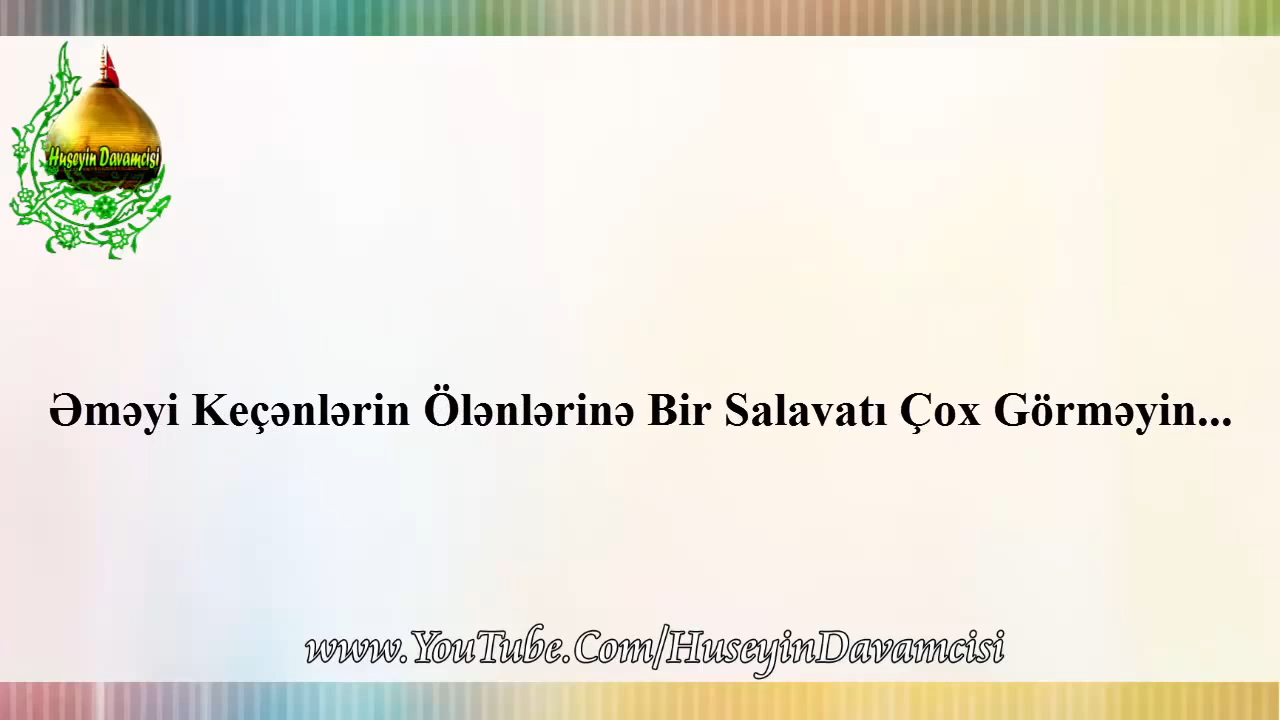 Huseyin Davamcisi
Əməyi Keçənlərin Ölənlərinə Bir Salavatı Çox Görməyin...
www.YouTube.Com/HuseyinDavamcisi